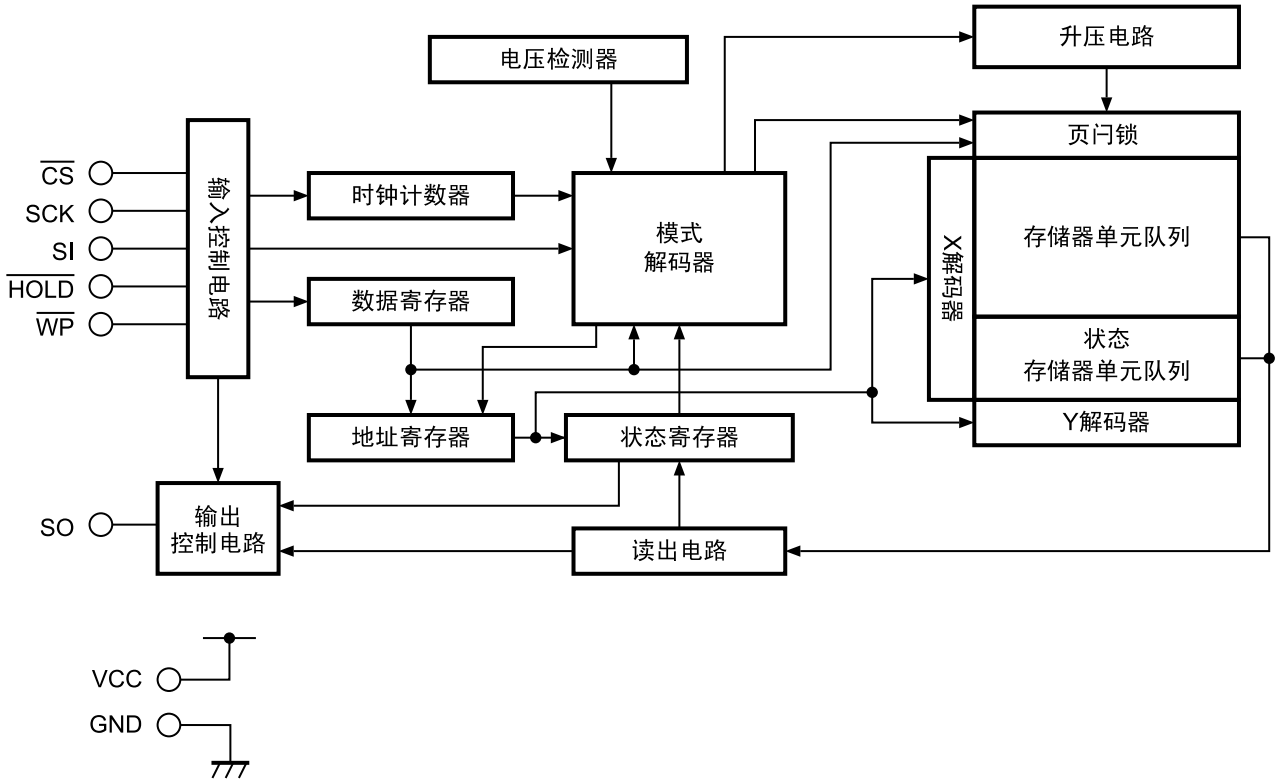 电压检测器
升压电路
页闩锁
C̅S̅
SCK
SI
H̅O̅L̅D̅
W̅P̅
输入控制电路
时钟计数器
模式
解码器
数据寄存器
X解码器
存储器单元队列
状态
存储器单元队列
Y解码器
地址寄存器
状态寄存器
SO
输出
控制电路
读出电路
VCC
GND